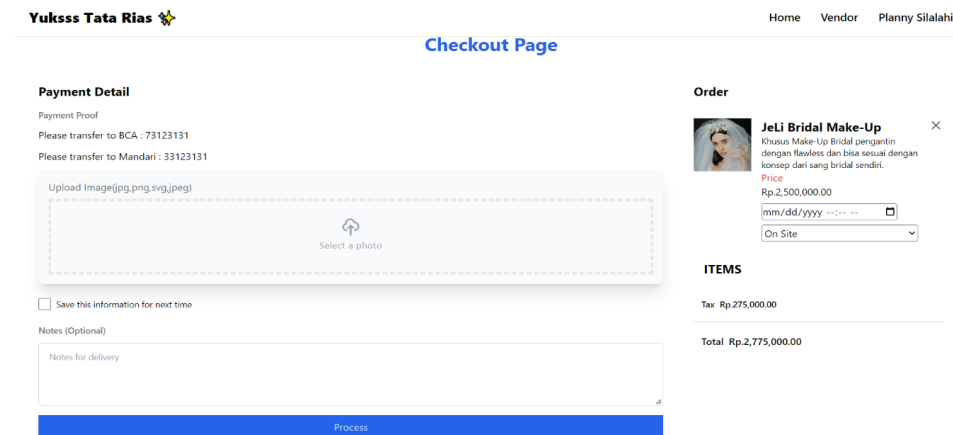 Yuksss Tata Rias ✨
Home Vendor Planny Silalahi
Checkout Page
Payment Detail
Payment Proof
Please transfer to BCA : 73123131
Please transfer to Mandari : 33123131
Upload Image(jpg,png,svg,jpeg)
Select a photo
Save this information for next time
Notes (Optional)
Notes for delivery
Process
Order
JeLi Bridal Make-Up
Khusus Make-Up Bridal pengantin
dengan flawless dan bisa sesuai dengan
konsep dari sang bridal sendiri.
Price
Rp.2,500,000.00
mm/dd/yyyy --:-- --
On Site
ITEMS
Tax Rp.275,000.00
Total Rp.2,775,000.00